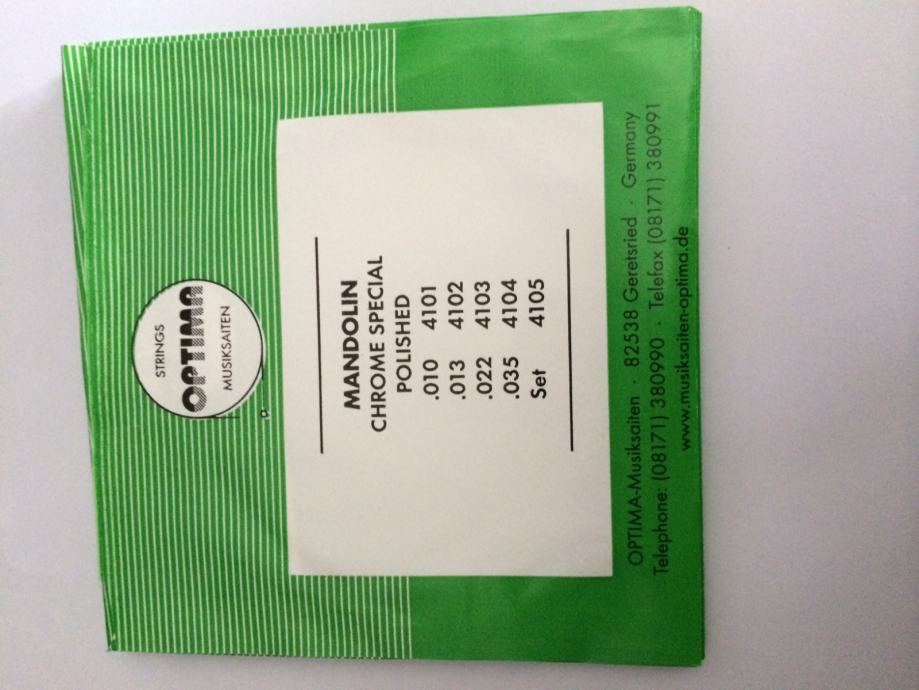 STRINGS
OPTIMA
MUSIKSAITEN
MANDOLIN
CHROME SPECIAL
POLISHED
.010 4101
.013 4102
.022 4103
.035 4104
Set 4105
OPTIMA-Musiksaiten · 82538 Geretsried · Germany
Telephone: (08171) 380990 · Telefax (08171) 380991
www.musiksaiten-optima.de